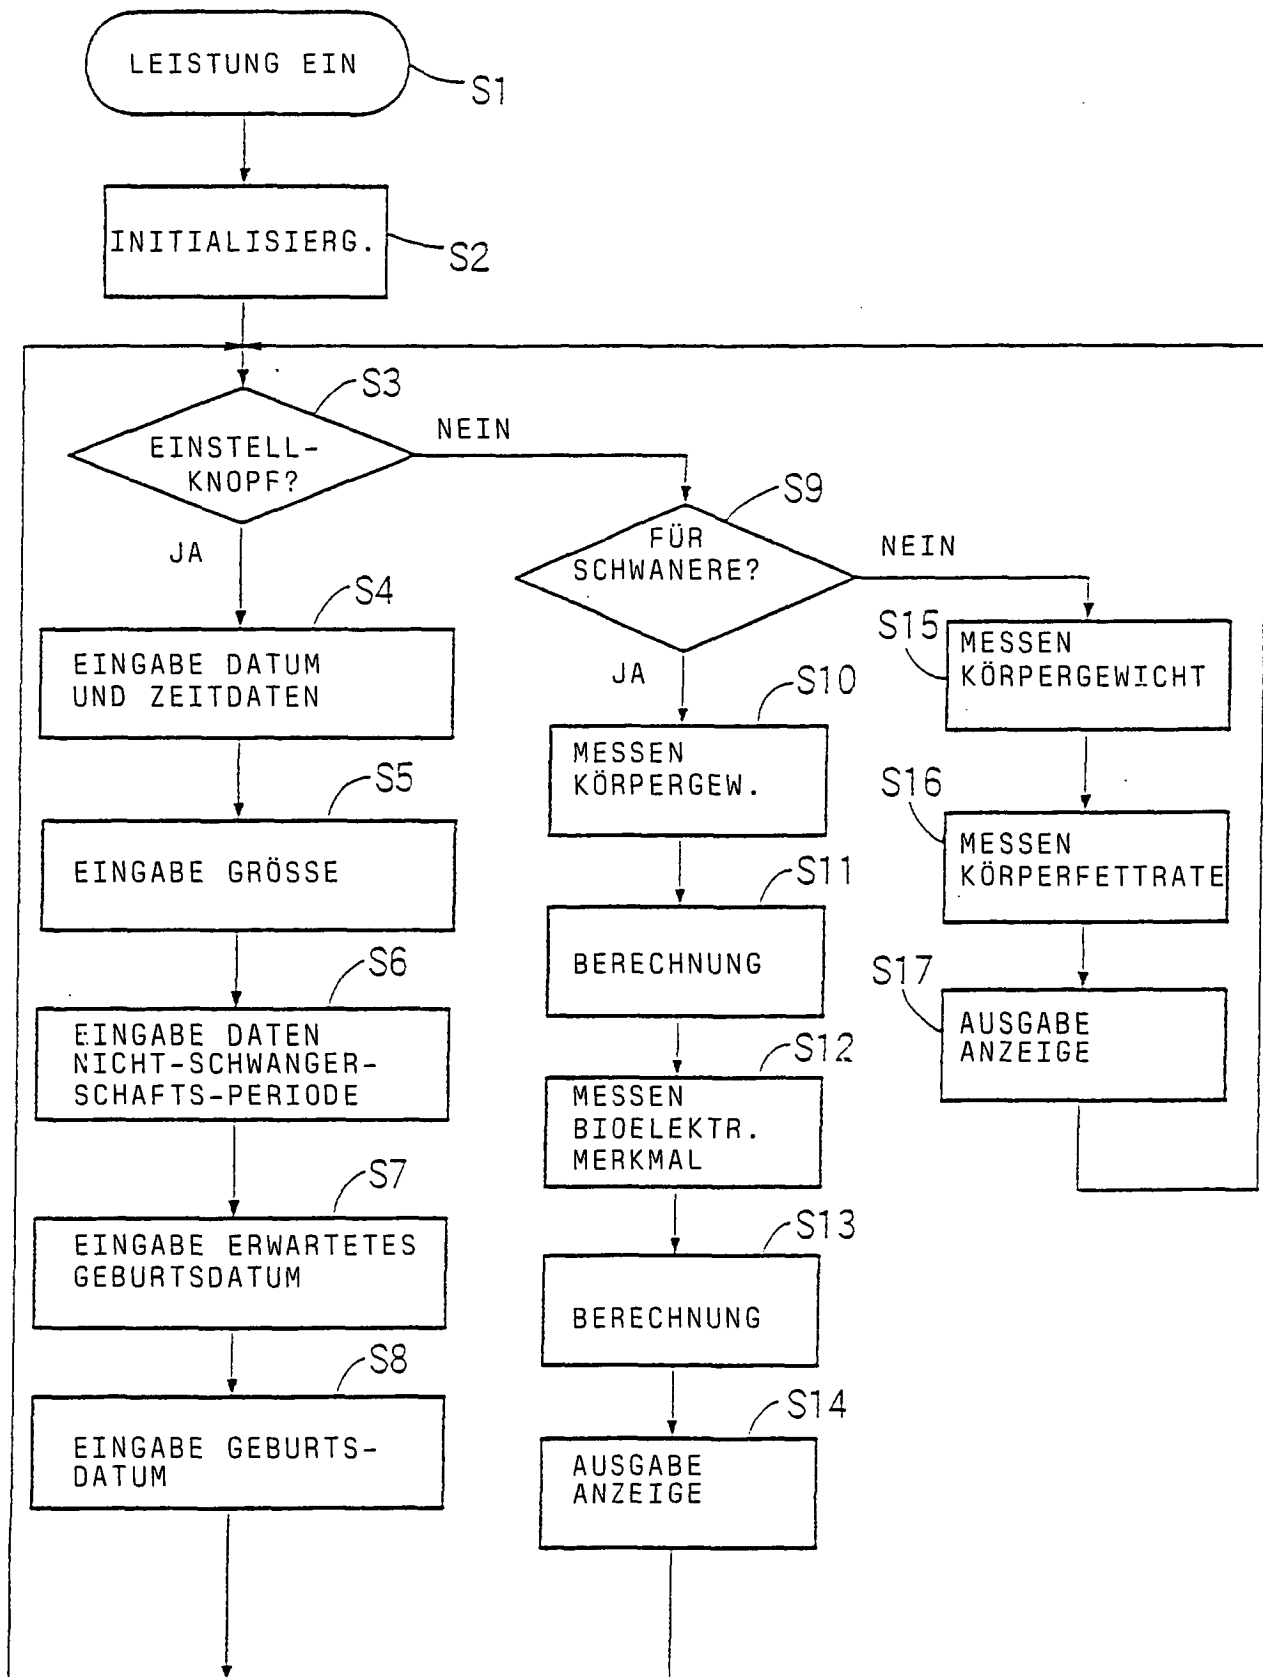 LEISTUNG EIN
S1
INITIALISIERG.
S2
S3
EINSTELL-
KNOPF?
NEIN
JA
S4
EINGABE DATUM
UND ZEITDATEN
S5
EINGABE GRÖSSE
S6
EINGABE DATEN
NICHT-SCHWANGER-
SCHAFTS-PERIODE
S7
EINGABE ERWARTETES
GEBURTSDATUM
S8
EINGABE GEBURTS-
DATUM
S9
FÜR
SCHWANERE?
NEIN
JA
S10
MESSEN
KÖRPERGEW.
S11
BERECHNUNG
S12
MESSEN
BIOELEKTR.
MERKMAL
S13
BERECHNUNG
S14
AUSGABE
ANZEIGE
S15
MESSEN
KÖRPERGEWICHT
S16
MESSEN
KÖRPERFETTRATE
S17
AUSGABE
ANZEIGE